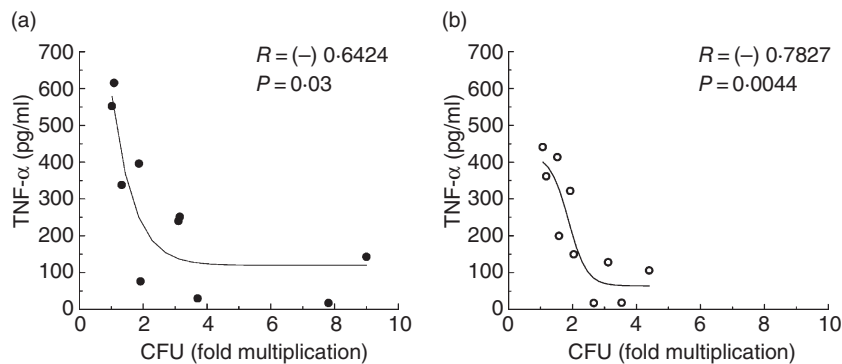 (a)
R = (–) 0·6424
P = 0·03
TNF-α (pg/ml)
700
600
500
400
300
200
100
0
0 2 4 6 8 10
CFU (fold multiplication)
(b)
R = (–) 0·7827
P = 0·0044
TNF-α (pg/ml)
700
600
500
400
300
200
100
0
0 2 4 6 8 10
CFU (fold multiplication)